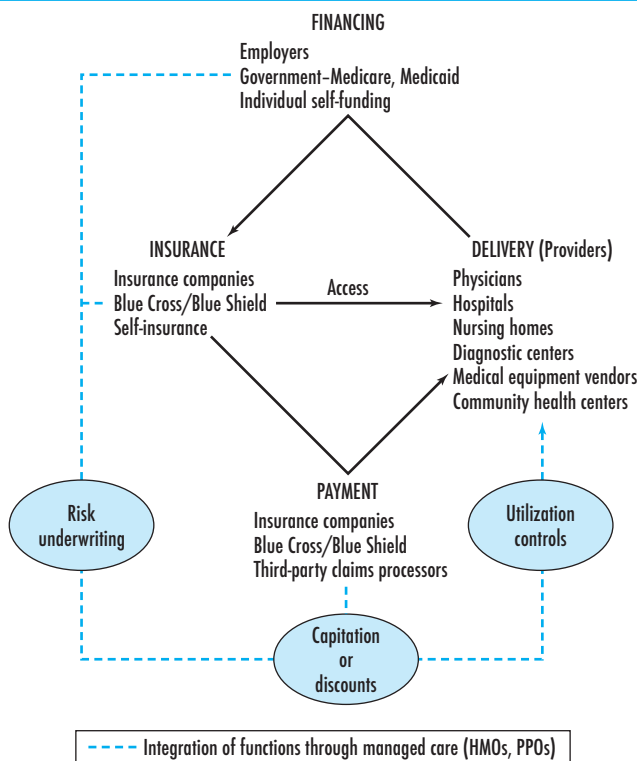 FINANCING
Employers
Government–Medicare, Medicaid
Individual self-funding
INSURANCE
Insurance companies
Blue Cross/Blue Shield
Self-insurance
Access
DELIVERY (Providers)
Physicians
Hospitals
Nursing homes
Diagnostic centers
Medical equipment vendors
Community health centers
Risk
underwriting
PAYMENT
Insurance companies
Blue Cross/Blue Shield
Third-party claims processors
Utilization
controls
Capitation
or
discounts
Integration of functions through managed care (HMOs, PPOs)